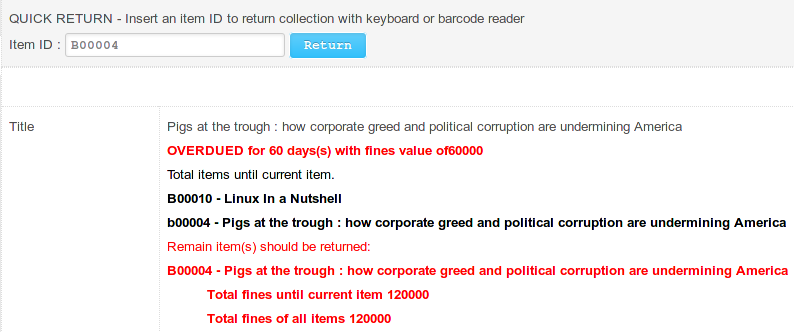 QUICK RETURN - Insert an item ID to return collection with keyboard or barcode reader
Item ID : B00004 Return
Title Pigs at the trough : how corporate greed and political corruption are undermining America
OVERDUED for 60 days(s) with fines value of60000
Total items until current item.
B00010 - Linux In a Nutshell
b00004 - Pigs at the trough : how corporate greed and political corruption are undermining America
Remain item(s) should be returned:
B00004 - Pigs at the trough : how corporate greed and political corruption are undermining America
Total fines until current item 120000
Total fines of all items 120000